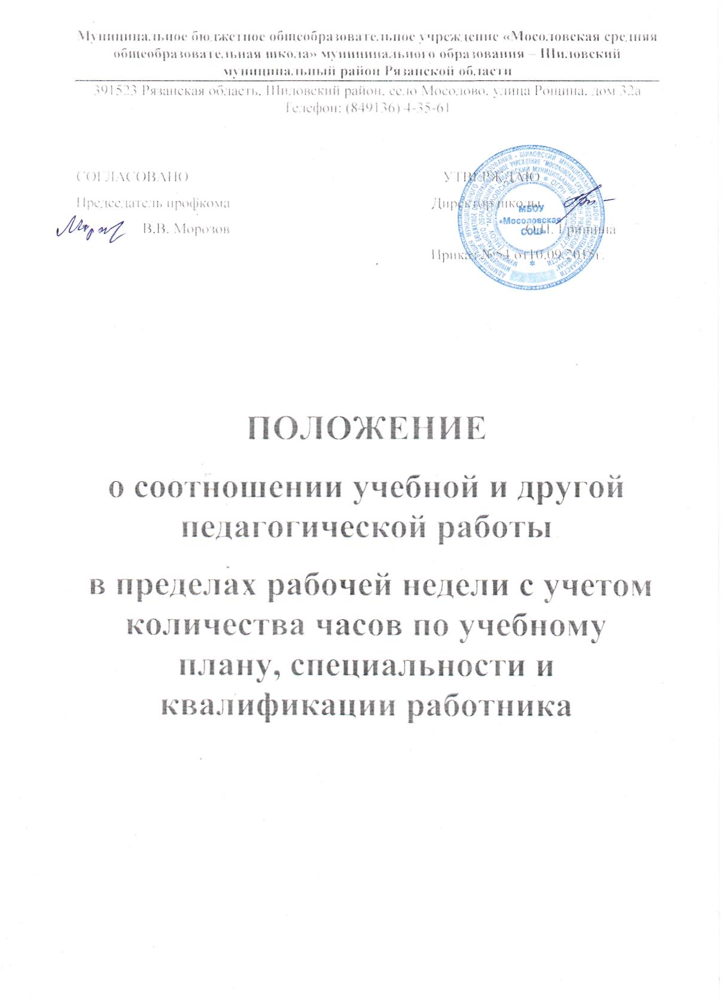 Муниципальное бюджетное общеобразовательное учреждение «Мосоловская средняя
общеобразовательная школа» муниципального образования – Шиловский
муниципальный район Рязанской области
391523 Рязанская область, Шиловский район, село Мосолово, улица Рощина, дом 32а
Телефон: (849136) 4-35-61
СОГЛАСОВАНО
Председатель профкома
В.В. Морозов
УТВЕРЖДАЮ
Директор школы
Гришина
Приказ №54 от10.09.2015г.
МБОУ
«Мосоловская
СОШ»
ПОЛОЖЕНИЕ
о соотношении учебной и другой
педагогической работы
в пределах рабочей недели с учетом
количества часов по учебному
плану, специальности и
квалификации работника